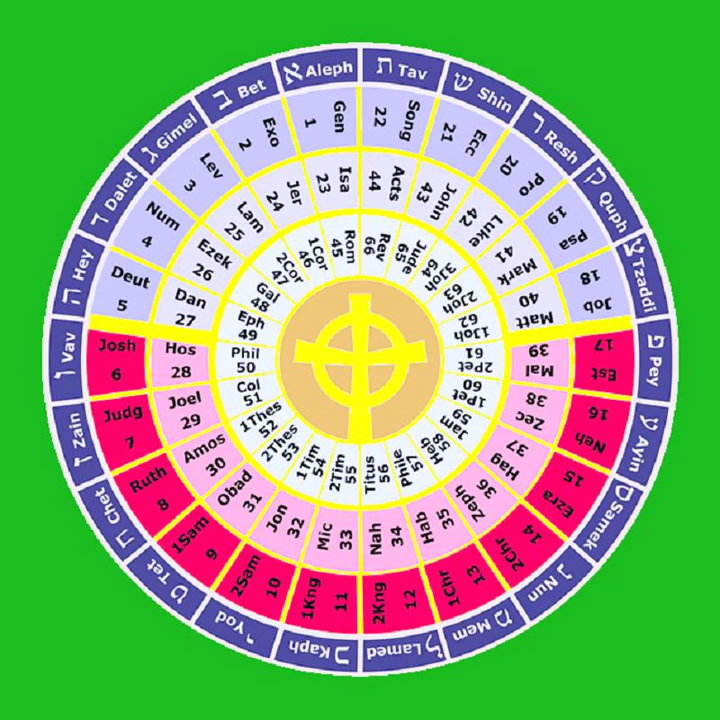 א Aleph
ב Bet
ג Gimel
ד Dalet
ה Hey
ו Vav
ז Zain
ח Chet
ט Tet
י Yod
כ Kaph
ל Lamed
מ Mem
נ Nun
ס Samek
ע Ayin
פ Pey
צ Tzaddi
ק Quph
ר Resh
ש Shin
ת Tav
Gen
1
Exo
2
Lev
3
Num
4
Deut
5
Josh
6
Judg
7
Ruth
8
1Sam
9
2Sam
10
1Kng
11
2Kng
12
1Chr
13
2Chr
14
Ezra
15
Neh
16
Est
17
Job
18
Psa
19
Pro
20
Ecc
21
Song
22
Isa
23
Jer
24
Lam
25
Ezek
26
Dan
27
Hos
28
Joel
29
Amos
30
Obad
31
Jon
32
Mic
33
Nah
34
Hab
35
Zeph
36
Hag
37
Zec
38
Mal
39
Matt
40
Mark
41
Luke
42
John
43
Acts
44
Rom
45
1Cor
46
2Cor
47
Gal
48
Eph
49
Phil
50
Col
51
1Thes
52
2Thes
53
1Tim
54
2Tim
55
Titus
56
Phile
57
Heb
58
Jam
59
1Pet
60
2Pet
61
1Joh
62
2Joh
63
3Joh
64
Jude
65
Rev
66